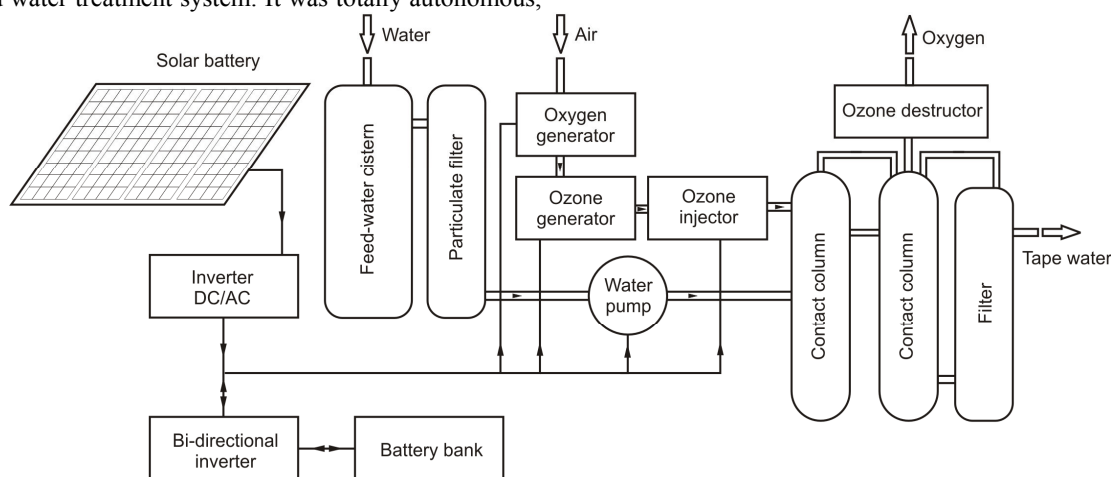 water treatment system. It was totally autonomous,
Water
Air
Oxygen
Solar battery
Ozone destructor
Oxygen
generator
Feed-water cistern
Particulate filter
Ozone
generator
Ozone
injector
Contact column
Contact column
Filter
Tape water
Inverter
DC/AC
Water
pump
Bi-directional
inverter
Battery bank